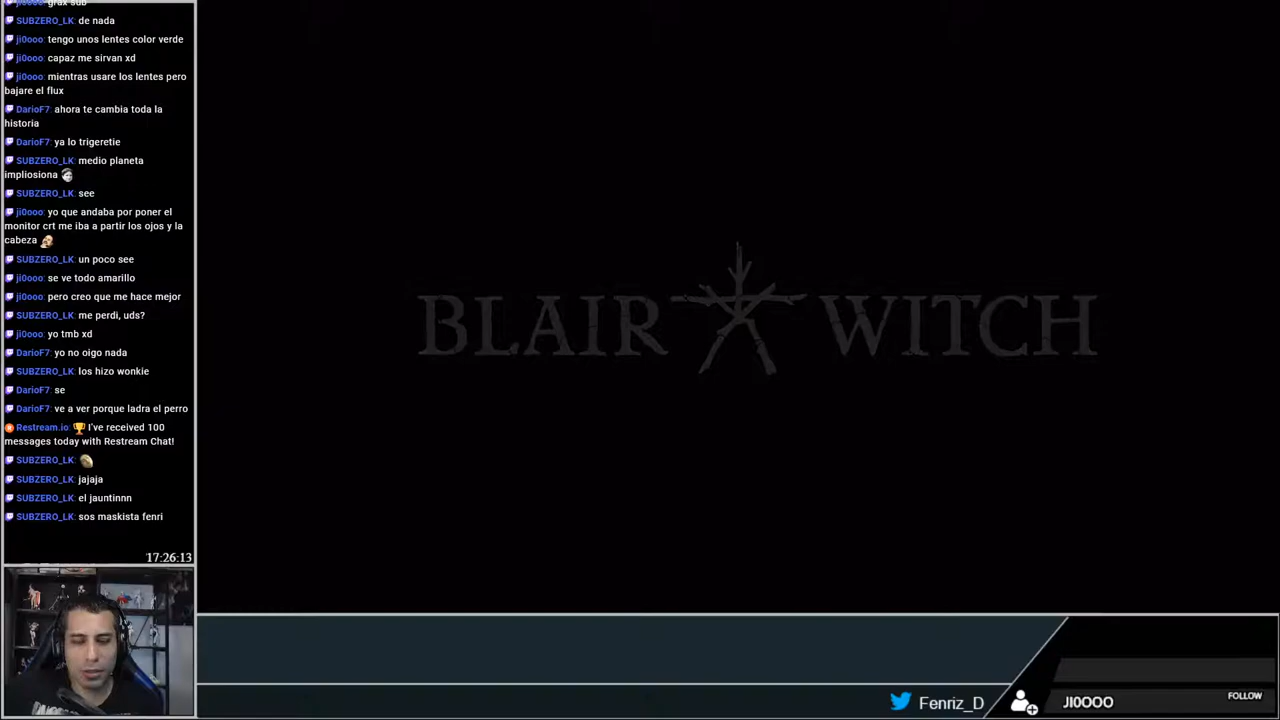 SUBZERO_LK: de nada
ji0ooo: tengo unos lentes color verde
ji0ooo: capaz me sirvan xd
ji0ooo: mientras usare los lentes pero
bajare el flux
DarioF7: ahora te cambia toda la
historia
DarioF7: ya lo trigeretie
SUBZERO_LK: medio planeta
impliosiona
SUBZERO_LK: see
ji0ooo: yo que andaba por poner el
monitor crt me iba a partir los ojos y la
cabeza
SUBZERO_LK: un poco see
ji0ooo: se ve todo amarillo
ji0ooo: pero creo que me hace mejor
SUBZERO_LK: me perdi, uds?
ji0ooo: yo tmb xd
DarioF7: yo no oigo nada
SUBZERO_LK: los hizo wonkie
DarioF7: se
DarioF7: ve a ver porque ladra el perro
Restream.io: 🏆 I've received 100
messages today with Restream Chat!
SUBZERO_LK:
SUBZERO_LK: jajaja
SUBZERO_LK: el jauntinnn
SUBZERO_LK: sos maskista fenri
17:26:13
BLAIR WITCH
Fenriz_D
JI0OOO
FOLLOW